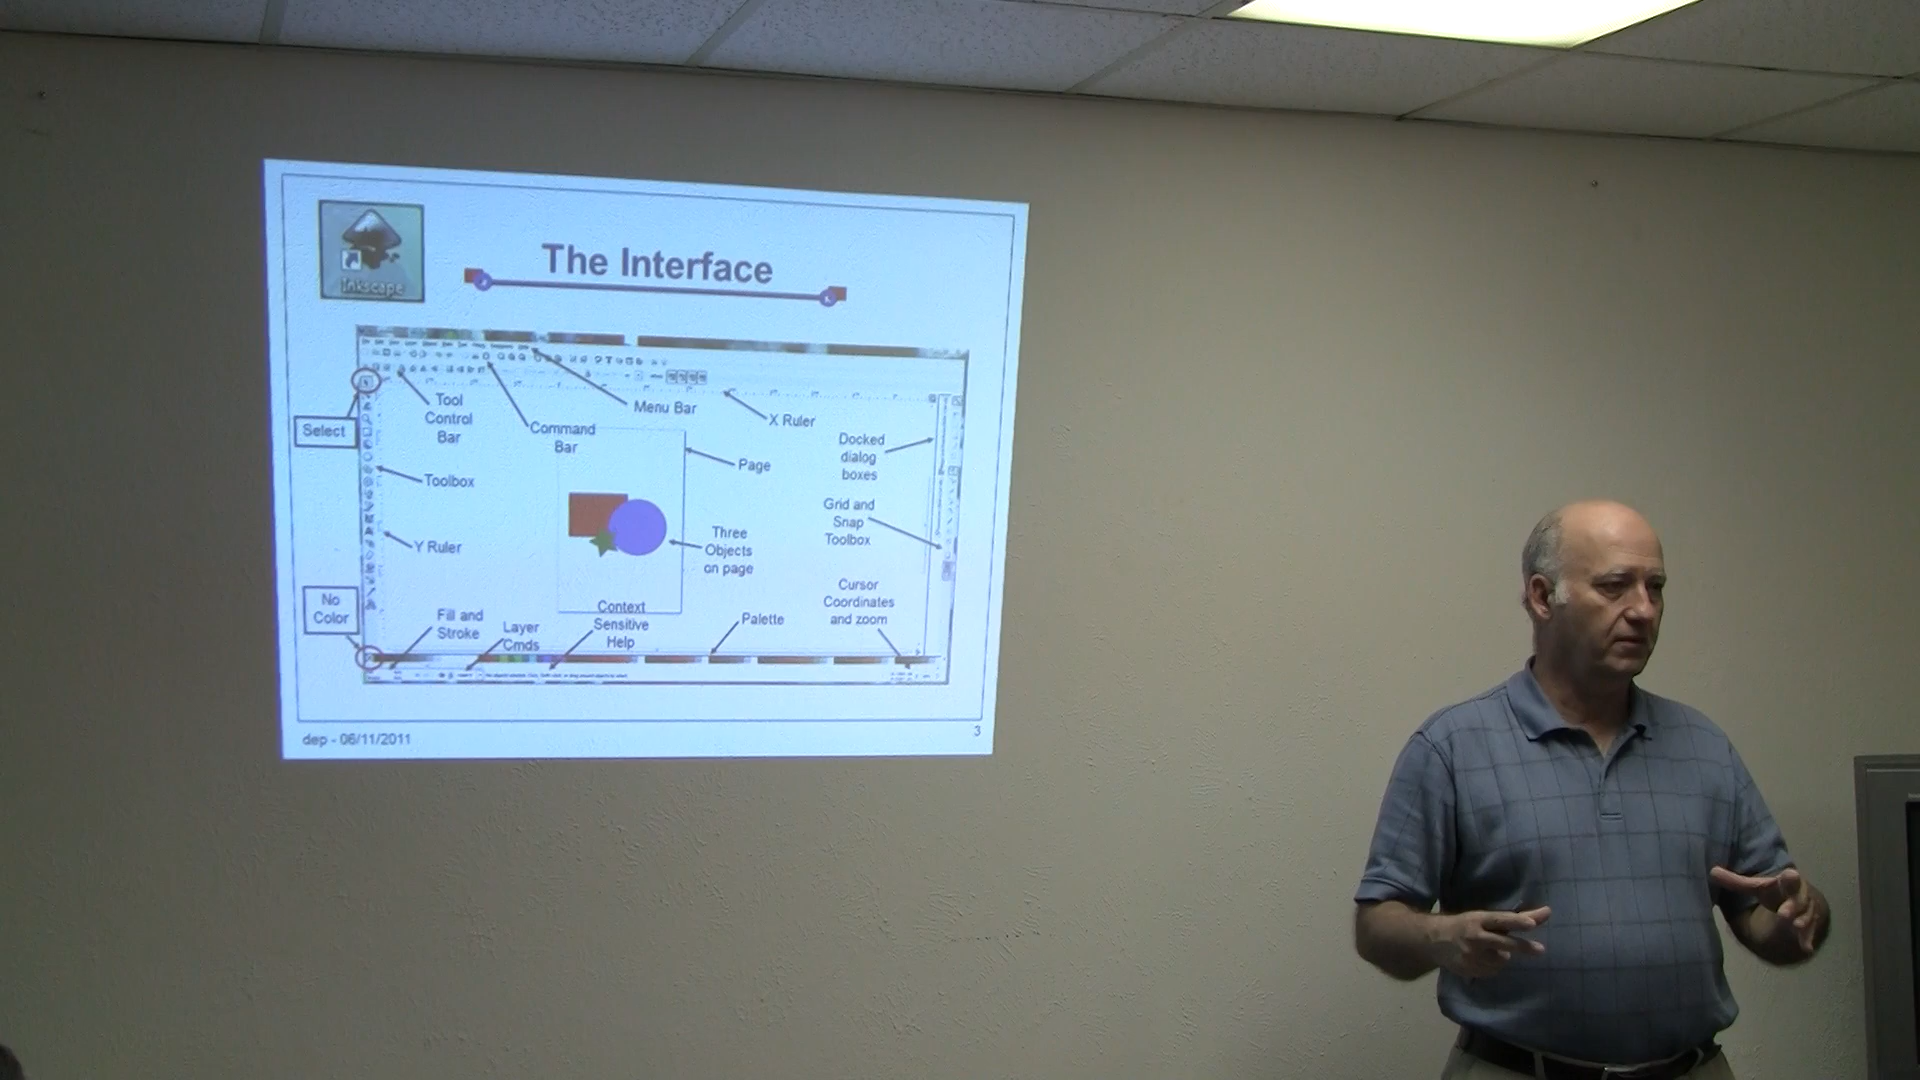 The Interface
Inkscape
Tool
Control
Bar
Menu Bar
X Ruler
Select
Command
Bar
Docked
dialog
boxes
Page
Toolbox
Grid and
Snap
Toolbox
Three
Objects
on page
Y Ruler
No
Color
Fill and
Stroke
Layer
Cmds
Context
Sensitive
Help
Palette
Cursor
Coordinates
and zoom
dep - 06/11/2011
3